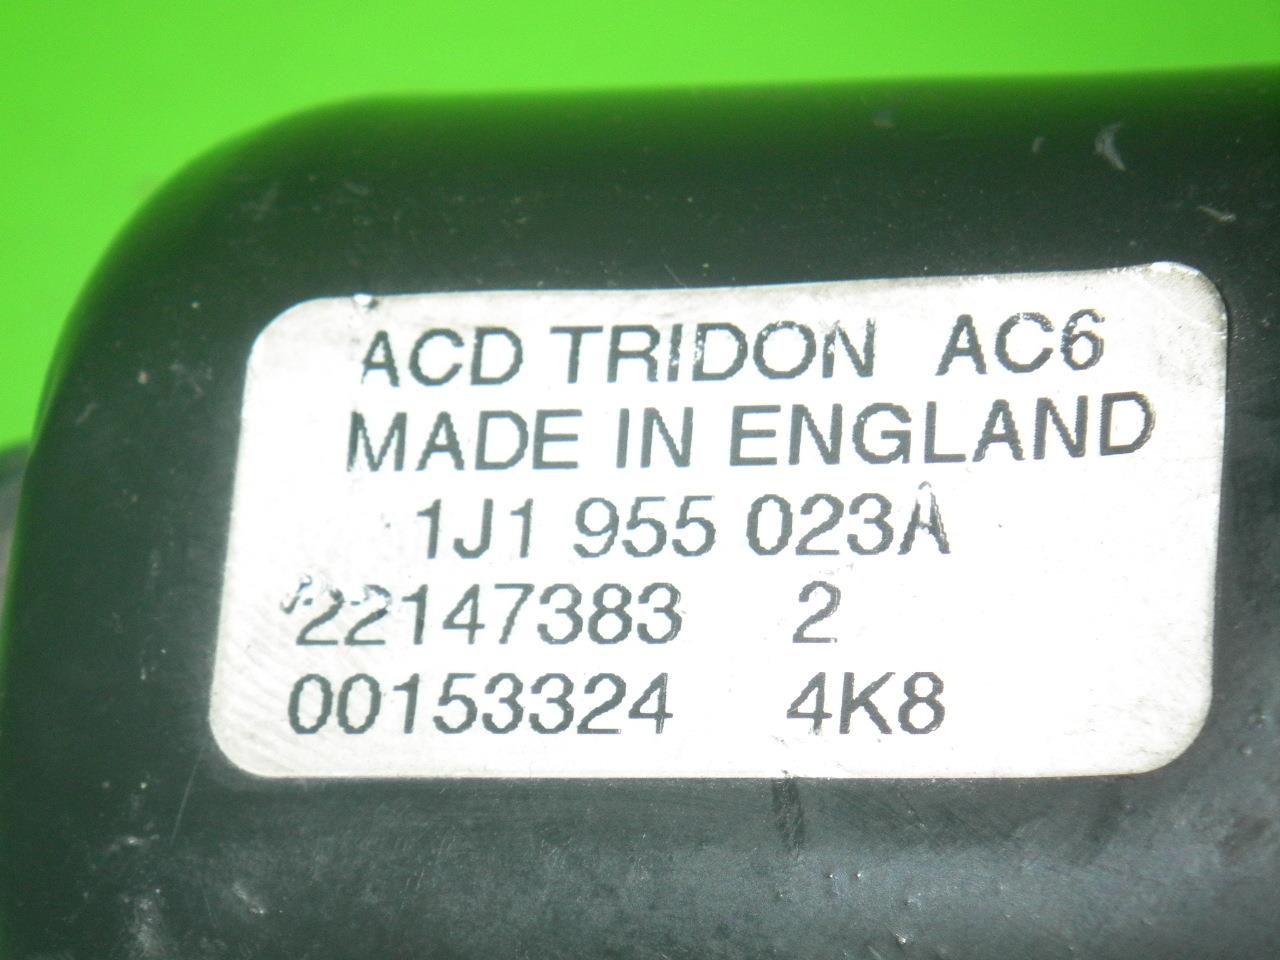 ACD TRIDON AC6
MADE IN ENGLAND
1J1 955 023A
22147383 2
00153324 4K8